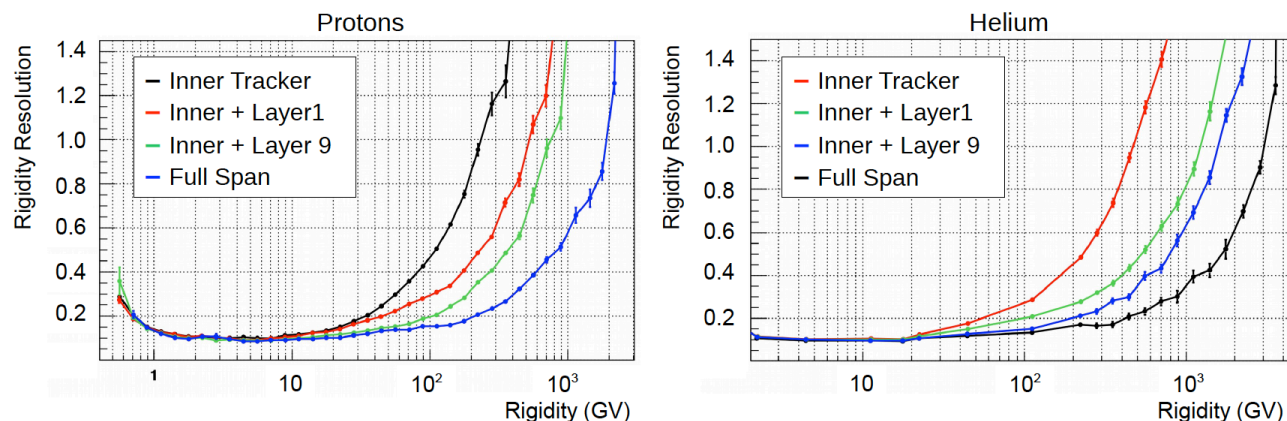 Protons
Rigidity Resolution
1.4
1.2
1.0
0.8
0.6
0.4
0.2
Inner Tracker
Inner + Layer1
Inner + Layer 9
Full Span
1
10
10²
10³
Rigidity (GV)
Helium
Rigidity Resolution
1.4
1.2
1.0
0.8
0.6
0.4
0.2
Inner Tracker
Inner + Layer1
Inner + Layer 9
Full Span
10
10²
10³
Rigidity (GV)